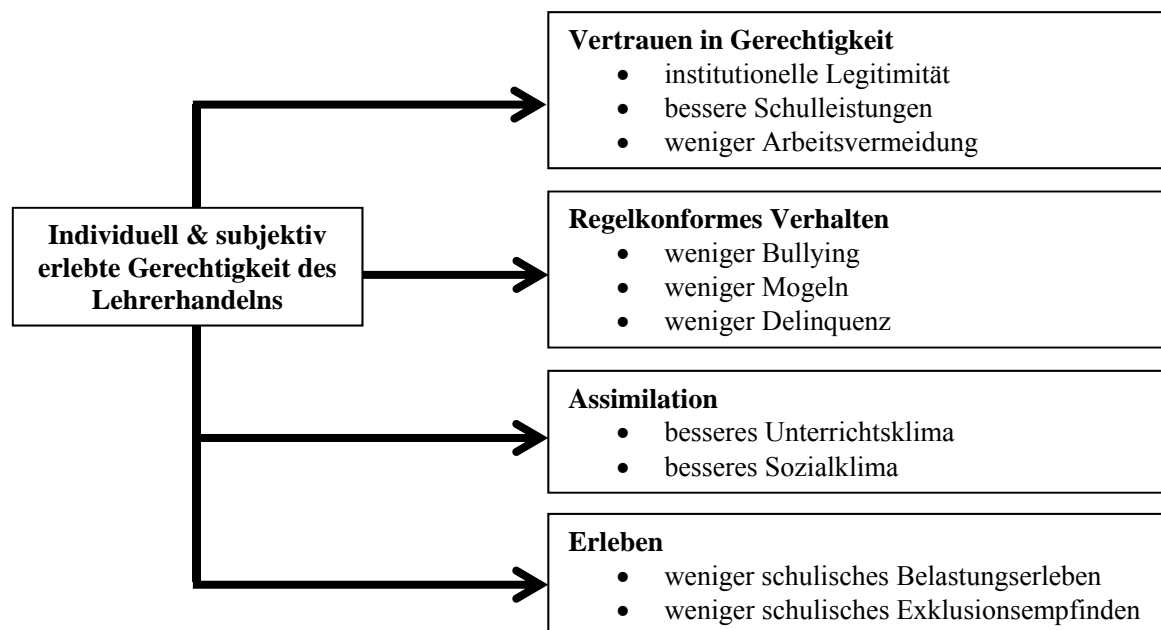 Vertrauen in Gerechtigkeit
• institutionelle Legitimität
• bessere Schulleistungen
• weniger Arbeitsvermeidung
Individuell & subjektiv
erlebte Gerechtigkeit des
Lehrerhandelns
Regelkonformes Verhalten
• weniger Bullying
• weniger Mogeln
• weniger Delinquenz
Assimilation
• besseres Unterrichtsklima
• besseres Sozialklima
Erleben
• weniger schulisches Belastungserleben
• weniger schulisches Exklusionsempfinden